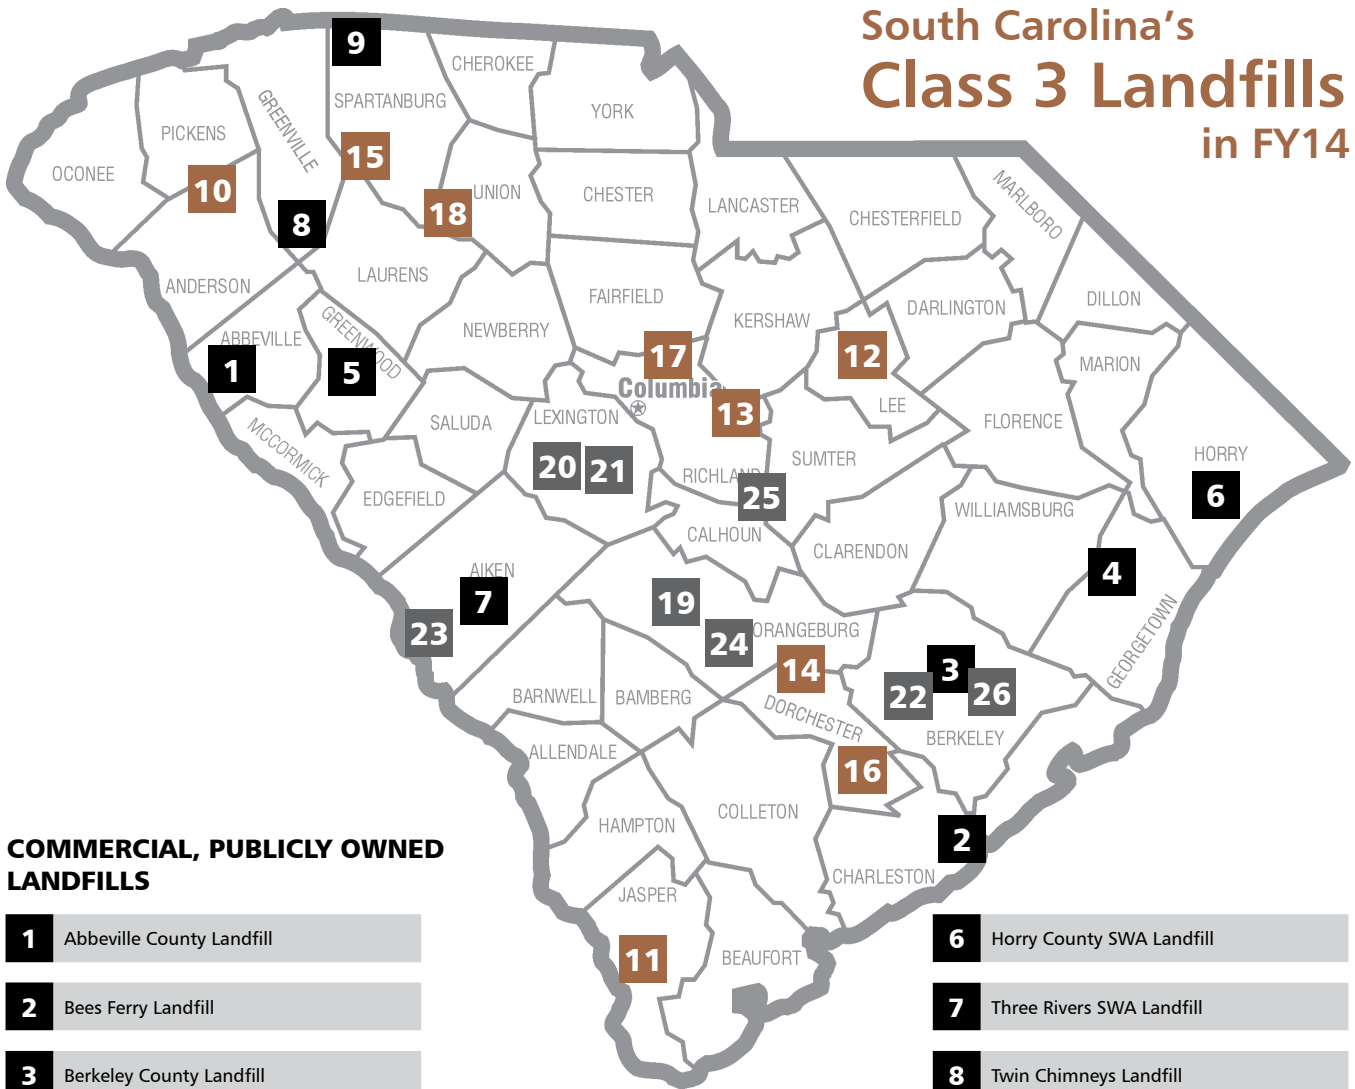 South Carolina's
Class 3 Landfills
in FY14
9
CHEROKEE
SPARTANBURG
YORK
GREENVILLE
PICKENS
15
OCONEE
10
18
UNION
CHESTER
LANCASTER
CHESTERFIELD
MARLBORO
8
ANDERSON
LAURENS
FAIRFIELD
KERSHAW
DARLINGTON
DILLON
ABBEVILLE
GREENWOOD
NEWBERRY
17
12
MARION
1
5
Columbia
13
LEE
MCCORMICK
SALUDA
LEXINGTON
FLORENCE
20
21
RICHLAND
SUMTER
HORRY
25
6
EDGEFIELD
WILLIAMSBURG
CALHOUN
CLARENDON
AIKEN
7
4
19
23
24
ORANGEBURG
GEORGETOWN
14
3
22
26
BARNWELL
BAMBERG
DORCHESTER
BERKELEY
ALLENDALE
16
HAMPTON
COLLETON
2
CHARLESTON
JASPER
11
BEAUFORT
COMMERCIAL, PUBLICLY OWNED
LANDFILLS
1 Abbeville County Landfill
2 Bees Ferry Landfill
3 Berkeley County Landfill
6 Horry County SWA Landfill
7 Three Rivers SWA Landfill
8 Twin Chimneys Landfill